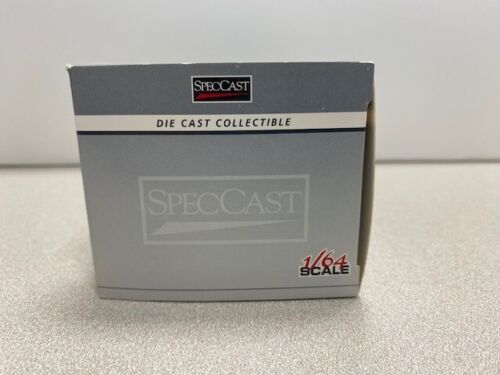 SPECCAST
DIE CAST COLLECTIBLE
SPECCAST
1/64
SCALE